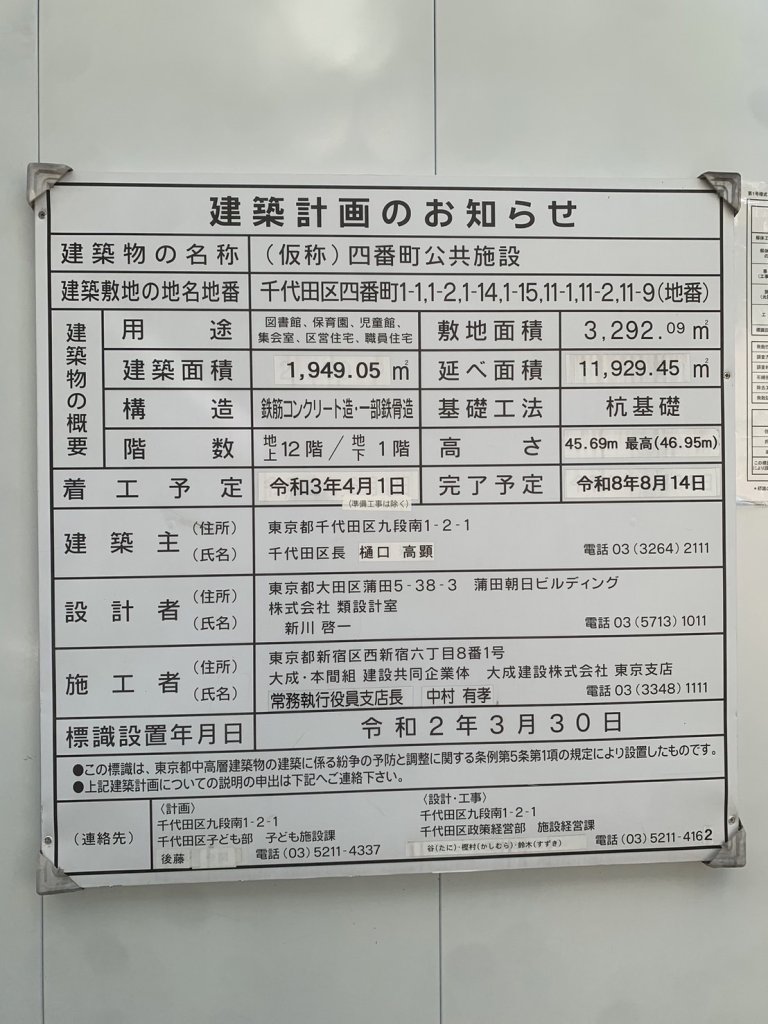 建築計画のお知らせ
建築物の名称 （仮称）四番町公共施設
建築敷地の地名地番 千代田区四番町1-1,1-2,1-14,1-15,11-1,11-2,11-9(地番)
建築物の概要
用途 図書館、保育園、児童館、
集会室、区営住宅、職員住宅
敷地面積 3,292.09㎡
建築面積 1,949.05㎡ 延べ面積 11,929.45㎡
構造 鉄筋コンクリート造・一部鉄骨造 基礎工法 杭基礎
階数 地上12階／地下1階 高さ 45.69m 最高(46.95m)
着工予定 令和3年4月1日 完了予定 令和8年8月14日
(準備工事は除く)
建築主 （住所） 東京都千代田区九段南1-2-1
（氏名） 千代田区長 樋口 高顕 電話 03（3264）2111
設計者 （住所） 東京都大田区蒲田5-38-3 蒲田朝日ビルディング
株式会社 類設計室
（氏名） 新川 啓一 電話 03（5713）1011
施工者 （住所） 東京都新宿区西新宿六丁目8番1号
大成・本間組 建設共同企業体 大成建設株式会社 東京支店
（氏名） 常務執行役員支店長 中村 有孝 電話 03（3348）1111
標識設置年月日 令和2年3月30日
●この標識は、東京都中高層建築物の建築に係る紛争の予防と調整に関する条例第5条第1項の規定により設置したものです。
●上記建築計画についての説明の申出は下記へご連絡下さい。
（連絡先）
〈計画〉
千代田区九段南1-2-1
千代田区子ども部 子ども施設課
後藤 電話（03）5211-4337
〈設計・工事〉
千代田区九段南1-2-1
千代田区政策経営部 施設経営課
谷(たに)・樫村(かしむら)・鈴木(すずき) 電話（03）5211-4162